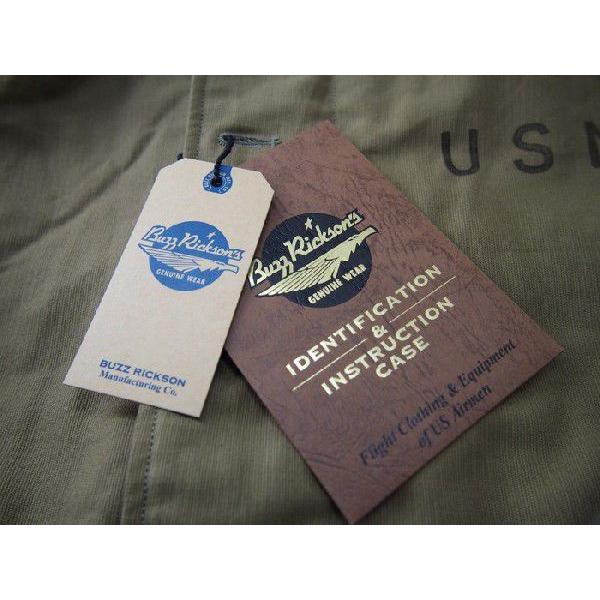 Buzz Rickson's
GENUINE WEAR
BUZZ RICKSON
Manufacturing Co.
Buzz Rickson's
GENUINE WEAR
IDENTIFICATION
&
INSTRUCTION
CASE
Flight Clothing & Equipment
of US Airmen
USN